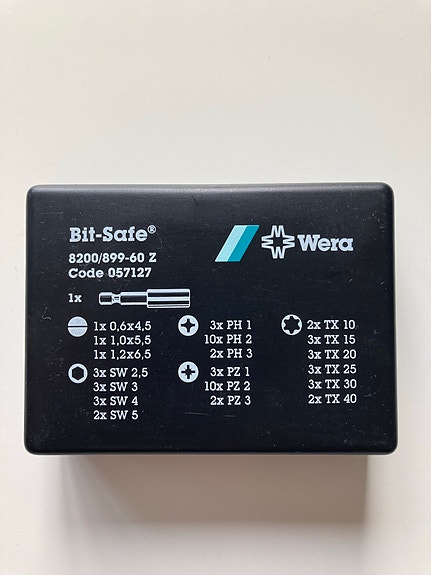 Bit-Safe®
Wera
8200/899-60 Z
Code 057127
1x
1x 0,6x4,5
1x 1,0x5,5
1x 1,2x6,5
3x SW 2,5
3x SW 3
3x SW 4
2x SW 5
3x PH 1
10x PH 2
2x PH 3
3x PZ 1
10x PZ 2
2x PZ 3
2x TX 10
3x TX 15
3x TX 20
3x TX 25
3x TX 30
2x TX 40